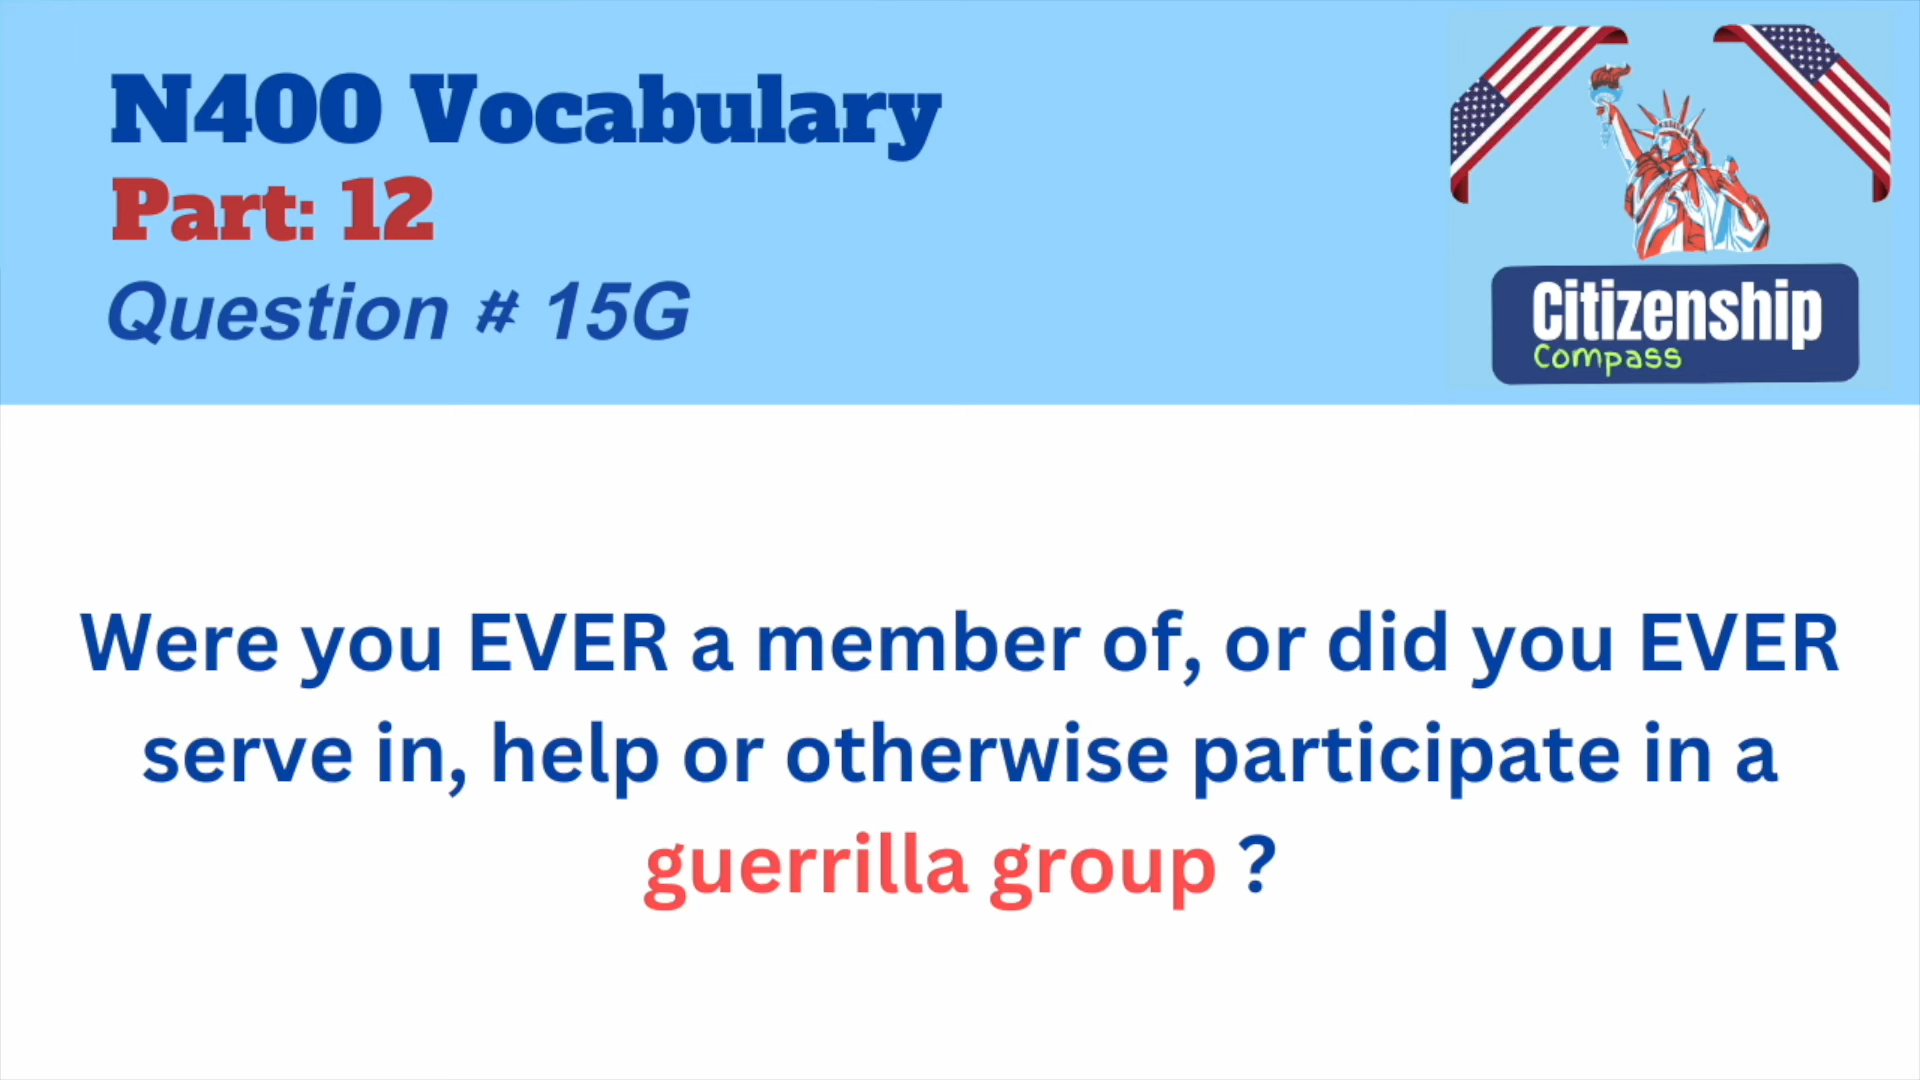 N400 Vocabulary
Part: 12
Question # 15G
Citizenship
Compass
Were you EVER a member of, or did you EVER
serve in, help or otherwise participate in a
guerrilla group ?